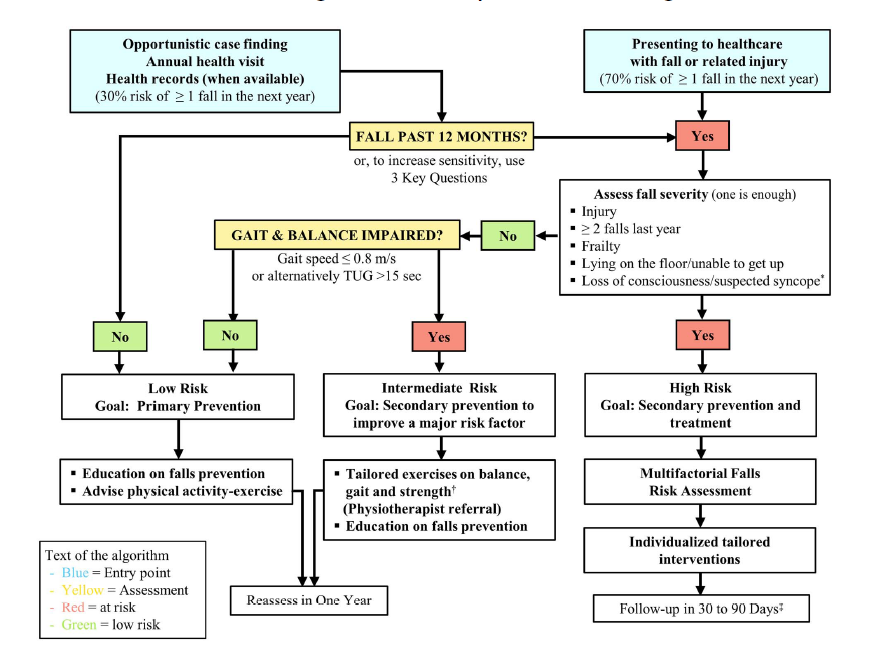 Opportunistic case finding
Annual health visit
Health records (when available)
(30% risk of ≥ 1 fall in the next year)
Presenting to healthcare
with fall or related injury
(70% risk of ≥ 1 fall in the next year)
FALL PAST 12 MONTHS?
Yes
or, to increase sensitivity, use
3 Key Questions
Assess fall severity (one is enough)
▪ Injury
▪ ≥ 2 falls last year
▪ Frailty
▪ Lying on the floor/unable to get up
▪ Loss of consciousness/suspected syncope*
GAIT & BALANCE IMPAIRED?
No
Gait speed ≤ 0.8 m/s
or alternatively TUG >15 sec
No
No
Yes
Yes
Low Risk
Goal: Primary Prevention
Intermediate Risk
Goal: Secondary prevention to
improve a major risk factor
High Risk
Goal: Secondary prevention and
treatment
▪ Education on falls prevention
▪ Advise physical activity-exercise
▪ Tailored exercises on balance,
gait and strength†
(Physiotherapist referral)
▪ Education on falls prevention
Multifactorial Falls
Risk Assessment
Individualized tailored
interventions
Text of the algorithm
- Blue = Entry point
- Yellow = Assessment
- Red = at risk
- Green = low risk
Reassess in One Year
Follow-up in 30 to 90 Days‡